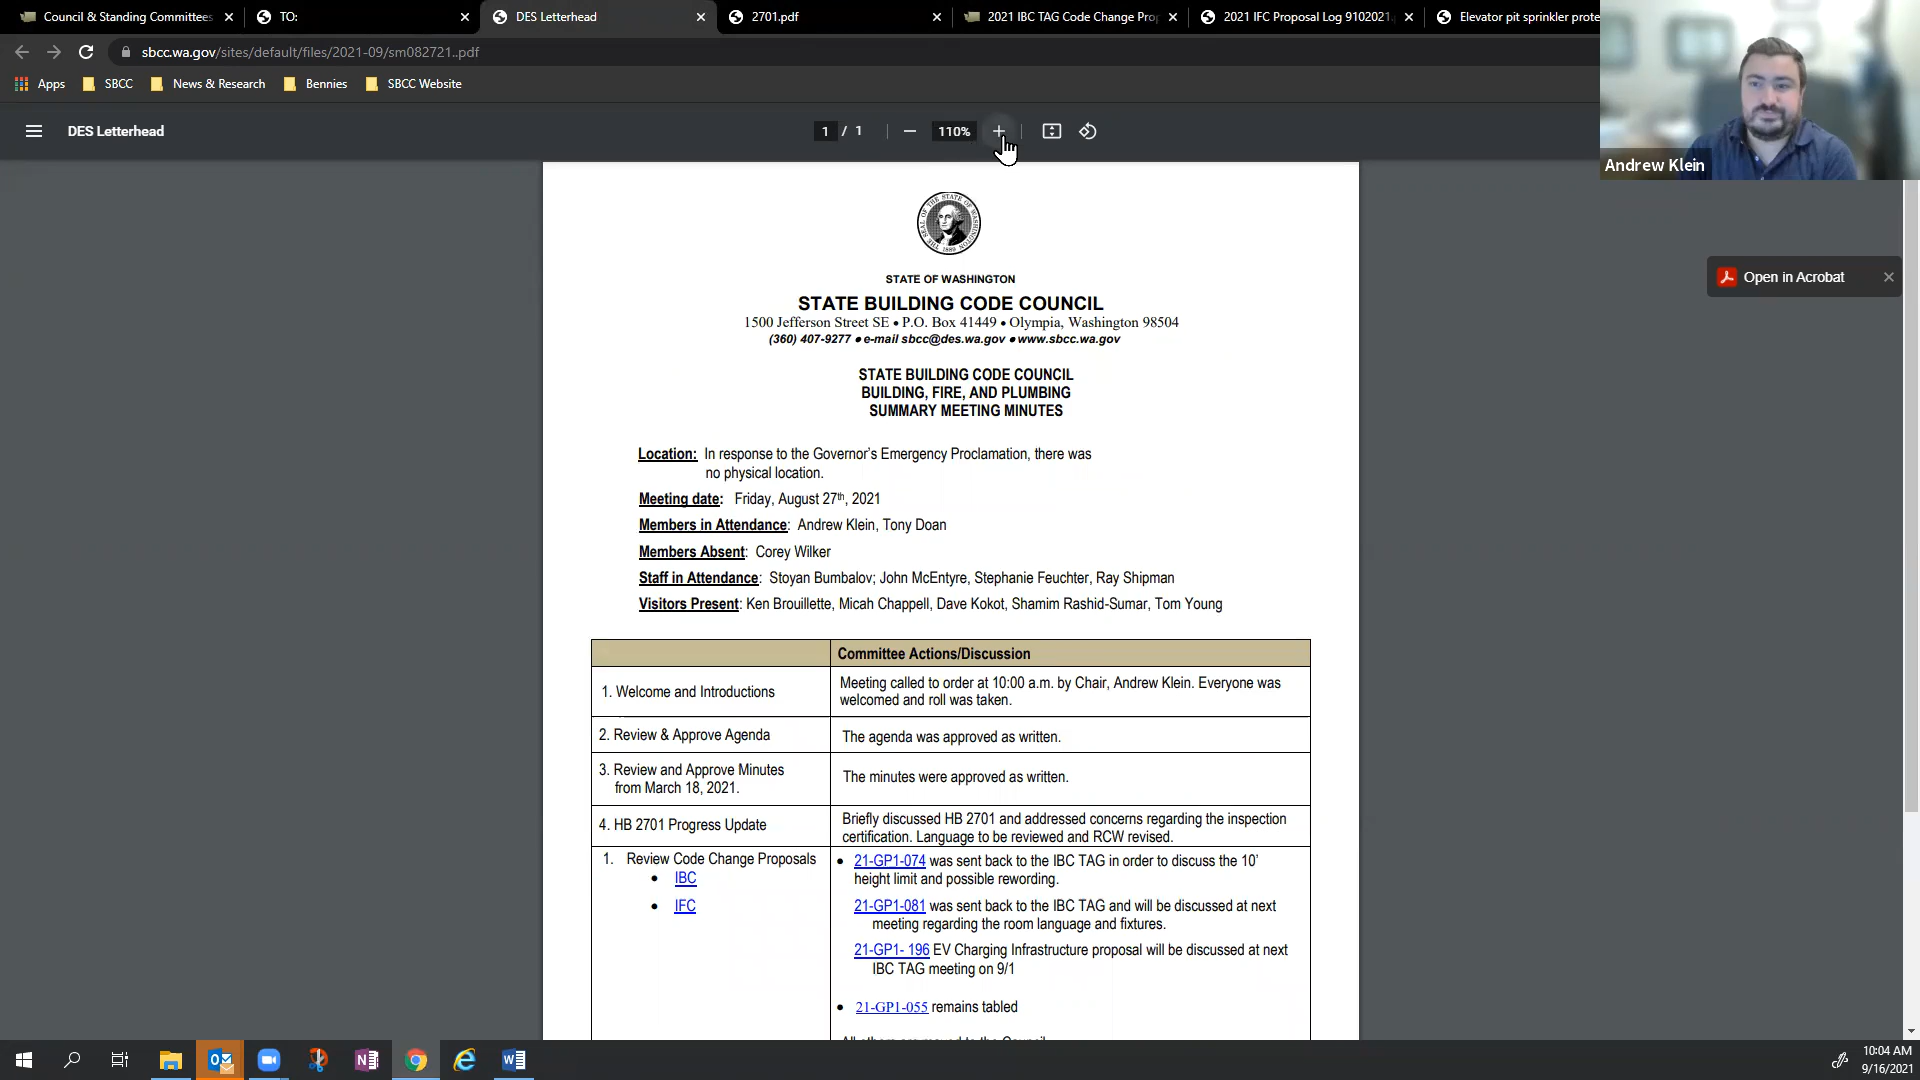 Council & Standing Committees
TO:
DES Letterhead
2701.pdf
2021 IBC TAG Code Change Pro
2021 IFC Proposal Log 9102021
Elevator pit sprinkler prote
sbcc.wa.gov/sites/default/files/2021-09/sm082721..pdf
Apps
SBCC
News & Research
Bennies
SBCC Website
DES Letterhead
1 / 1
110%
Andrew Klein
Open in Acrobat
STATE OF WASHINGTON
STATE BUILDING CODE COUNCIL
1500 Jefferson Street SE • P.O. Box 41449 • Olympia, Washington 98504
(360) 407-9277 • e-mail sbcc@des.wa.gov • www.sbcc.wa.gov
STATE BUILDING CODE COUNCIL
BUILDING, FIRE, AND PLUMBING
SUMMARY MEETING MINUTES
Location: In response to the Governor's Emergency Proclamation, there was
no physical location.
Meeting date: Friday, August 27th, 2021
Members in Attendance: Andrew Klein, Tony Doan
Members Absent: Corey Wilker
Staff in Attendance: Stoyan Bumbalov; John McEntyre, Stephanie Feuchter, Ray Shipman
Visitors Present: Ken Brouillette, Micah Chappell, Dave Kokot, Shamim Rashid-Sumar, Tom Young
Committee Actions/Discussion
1. Welcome and Introductions
Meeting called to order at 10:00 a.m. by Chair, Andrew Klein. Everyone was
welcomed and roll was taken.
2. Review & Approve Agenda
The agenda was approved as written.
3. Review and Approve Minutes
from March 18, 2021.
The minutes were approved as written.
4. HB 2701 Progress Update
Briefly discussed HB 2701 and addressed concerns regarding the inspection
certification. Language to be reviewed and RCW revised.
1. Review Code Change Proposals
• IBC
• IFC
• 21-GP1-074 was sent back to the IBC TAG in order to discuss the 10'
height limit and possible rewording.
21-GP1-081 was sent back to the IBC TAG and will be discussed at next
meeting regarding the room language and fixtures.
21-GP1- 196 EV Charging Infrastructure proposal will be discussed at next
IBC TAG meeting on 9/1
• 21-GP1-055 remains tabled
10:04 AM
9/16/2021